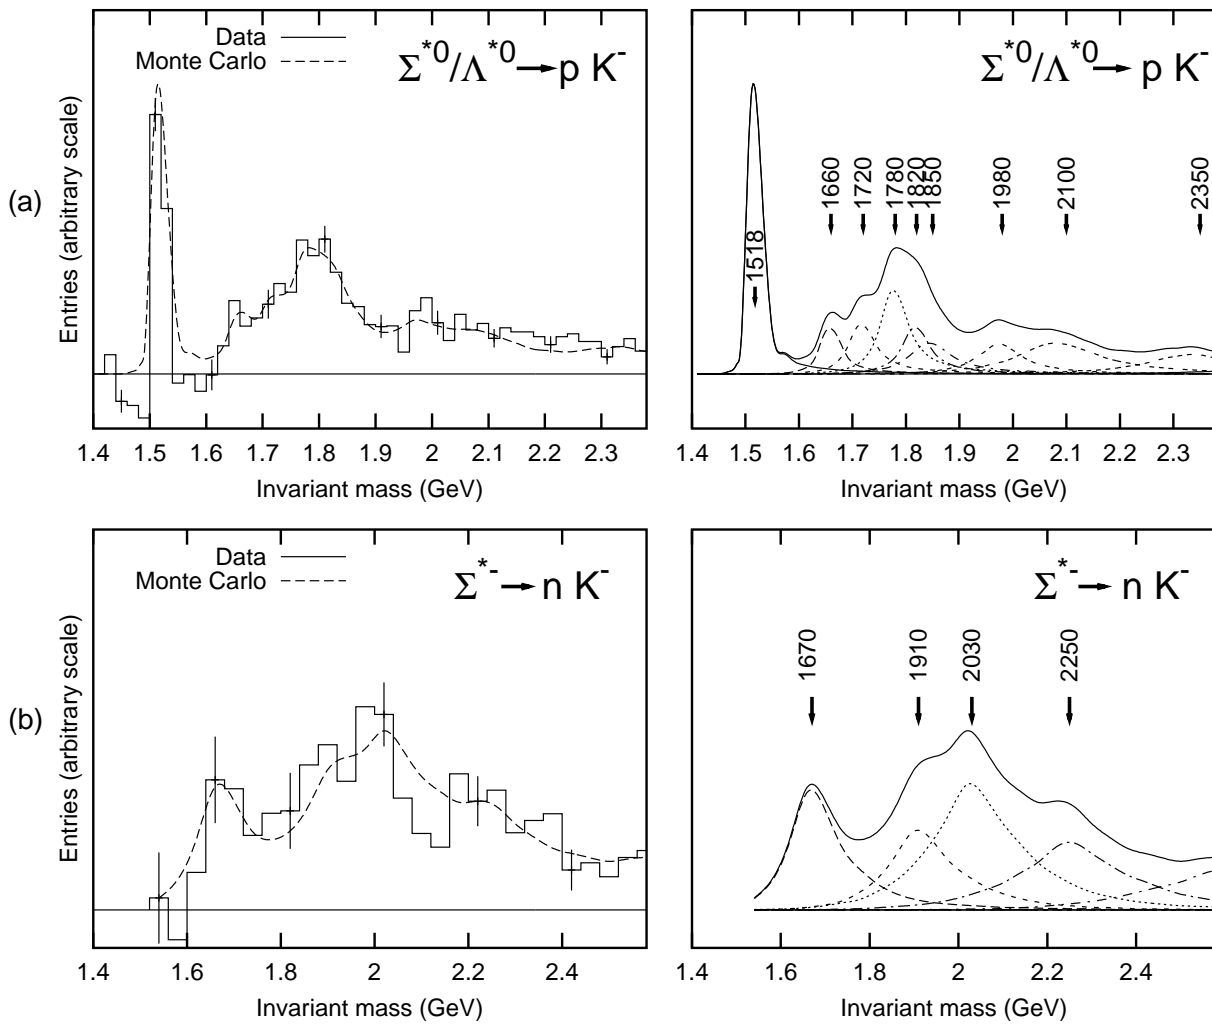 Data
Monte Carlo
Σ*0/Λ*0 → p K-
Entries (arbitrary scale)
(a)
1.4 1.5 1.6 1.7 1.8 1.9 2 2.1 2.2 2.3
Invariant mass (GeV)
Σ*0/Λ*0 → p K-
1518
1660
1720
1780
1820
1850
1980
2100
2350
1.4 1.5 1.6 1.7 1.8 1.9 2 2.1 2.2 2.3
Invariant mass (GeV)
Data
Monte Carlo
Σ*- → n K-
Entries (arbitrary scale)
(b)
1.4 1.6 1.8 2 2.2 2.4
Invariant mass (GeV)
Σ*- → n K-
1670
1910
2030
2250
1.4 1.6 1.8 2 2.2 2.4
Invariant mass (GeV)